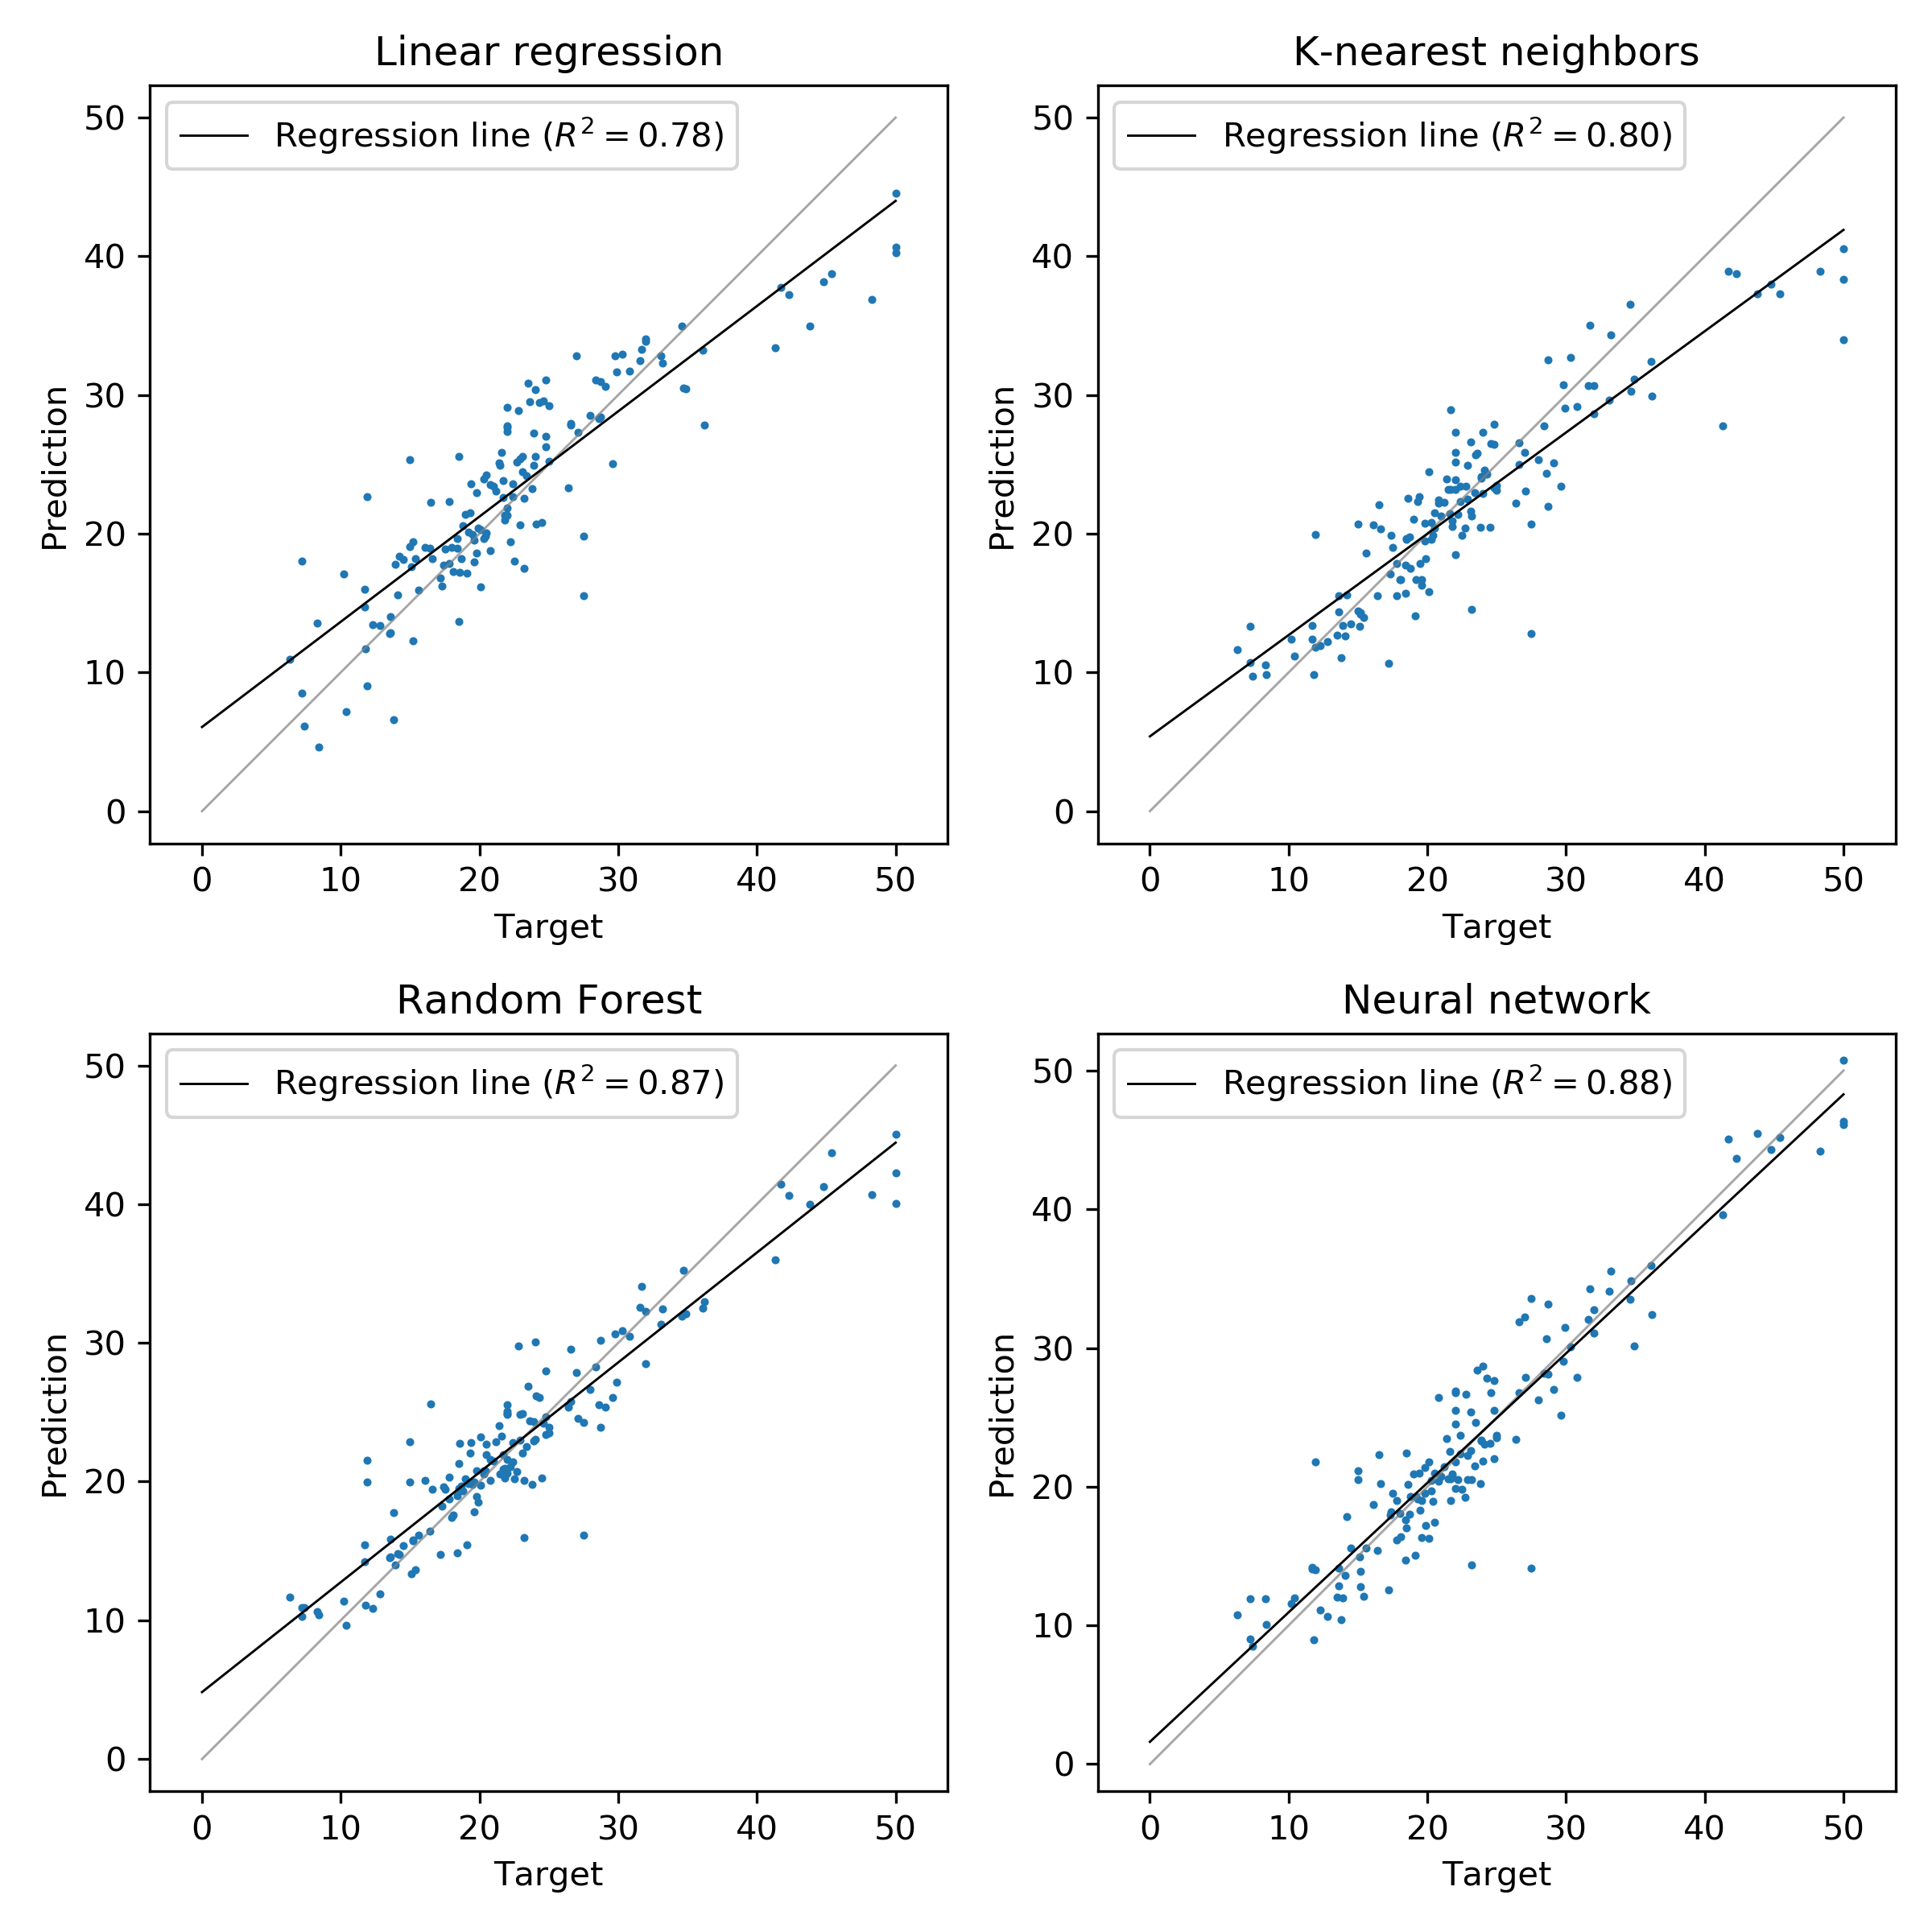 Linear regression
Regression line (R² = 0.78)
50
40
30
20
10
0
Prediction
0 10 20 30 40 50
Target
K-nearest neighbors
Regression line (R² = 0.80)
50
40
30
20
10
0
Prediction
0 10 20 30 40 50
Target
Random Forest
Regression line (R² = 0.87)
50
40
30
20
10
0
Prediction
0 10 20 30 40 50
Target
Neural network
Regression line (R² = 0.88)
50
40
30
20
10
0
Prediction
0 10 20 30 40 50
Target